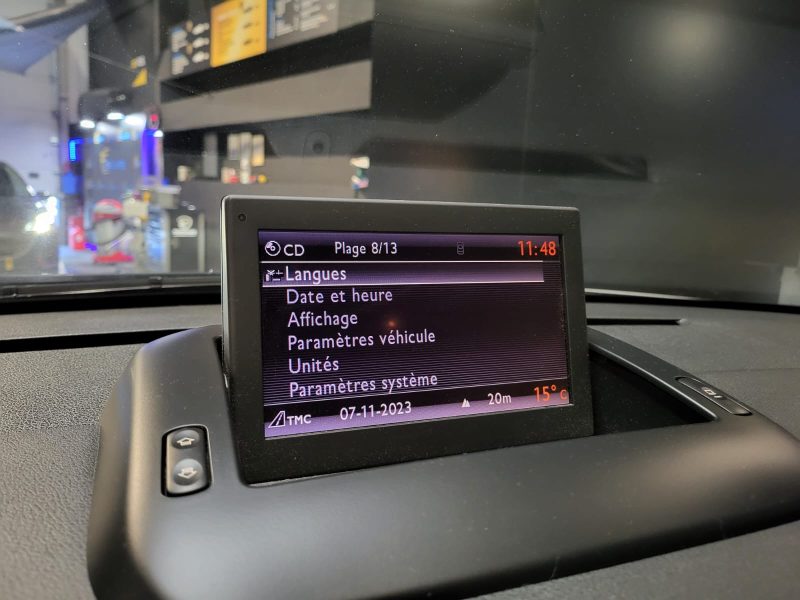 CD Plage 8/13 11:48
Langues
Date et heure
Affichage
Paramètres véhicule
Unités
Paramètres système
TMC 07-11-2023 20m 15°C